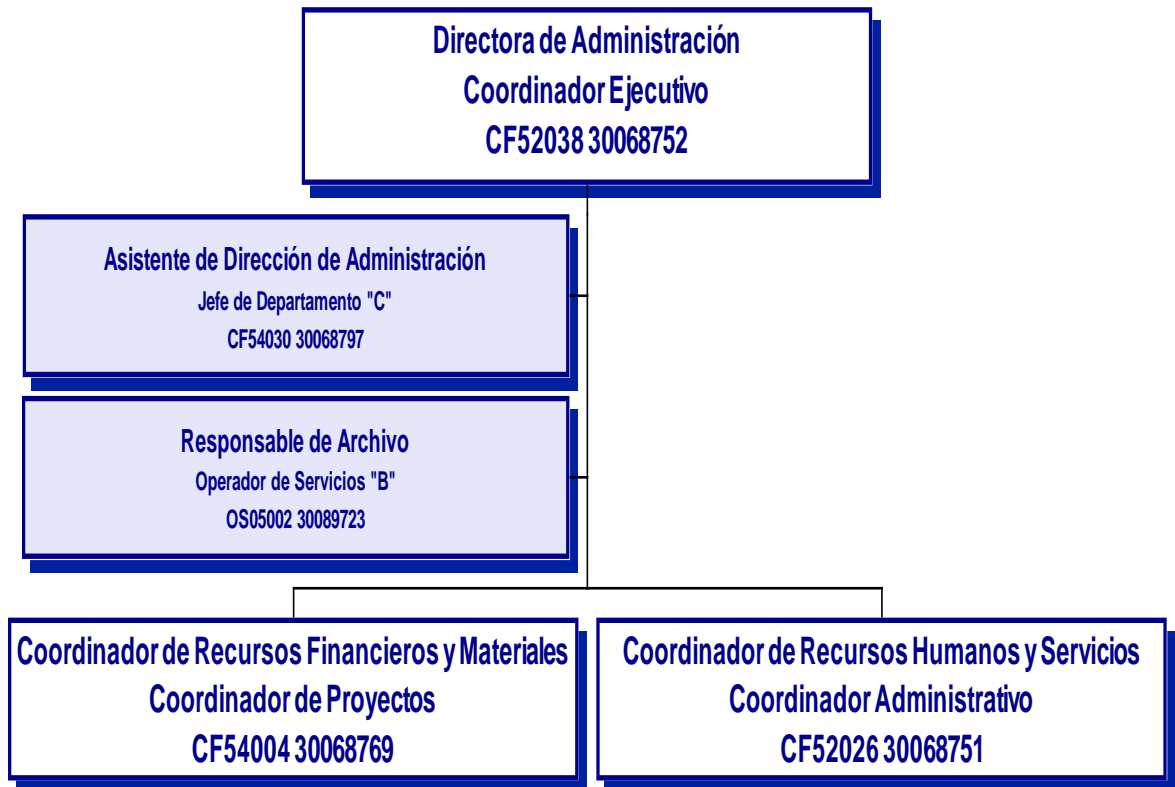 Directora de Administración
Coordinador Ejecutivo
CF52038 30068752
Asistente de Dirección de Administración
Jefe de Departamento "C"
CF54030 30068797
Responsable de Archivo
Operador de Servicios "B"
OS05002 30089723
Coordinador de Recursos Financieros y Materiales
Coordinador de Proyectos
CF54004 30068769
Coordinador de Recursos Humanos y Servicios
Coordinador Administrativo
CF52026 30068751